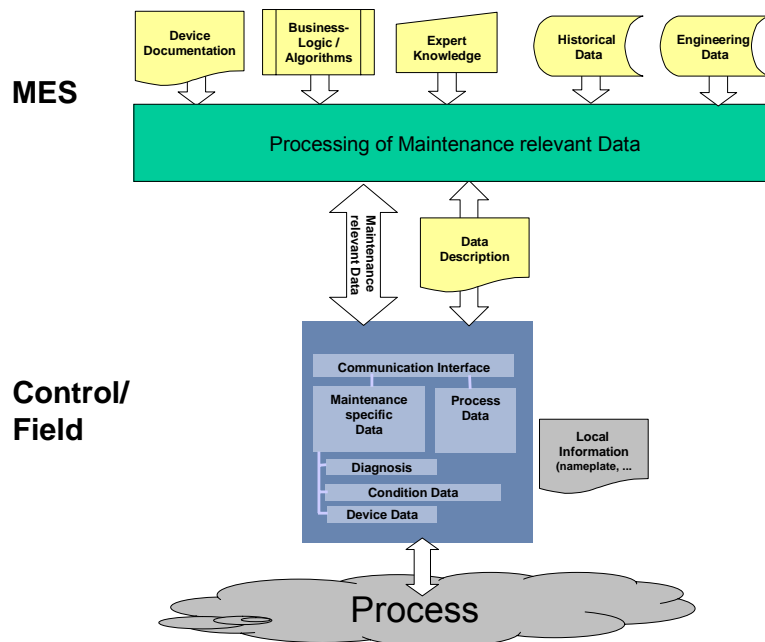 Device
Documentation
Business-
Logic /
Algorithms
Expert
Knowledge
Historical
Data
Engineering
Data
MES
Processing of Maintenance relevant Data
Maintenance
relevant Data
Data
Description
Control/
Field
Communication Interface
Maintenance
specific
Data
Process
Data
Diagnosis
Condition Data
Device Data
Local
Information
(nameplate, ...
Process